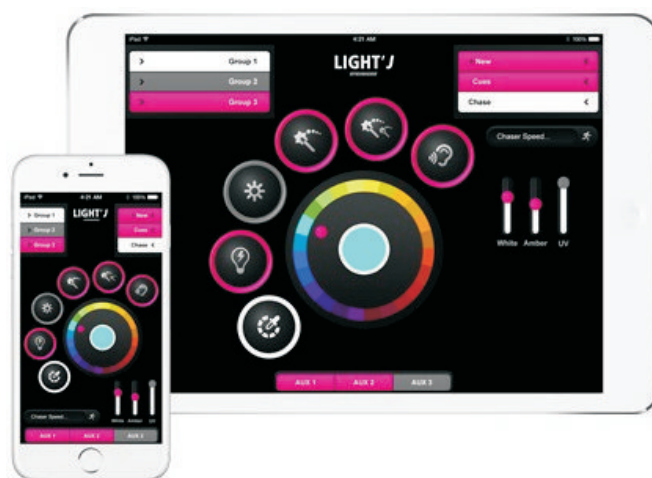 iPad
4:21 AM
100%
Group 1
Group 2
Group 3
LIGHT'J
New
Cues
Chase
Chaser Speed...
White
Amber
UV
AUX 1
AUX 2
AUX 3
iPad
4:21 AM
100%
Group 1
Group 2
Group 3
LIGHT'J
New
Cues
Chase
White
Amber
UV
Chaser Speed...
AUX 1
AUX 2
AUX 3